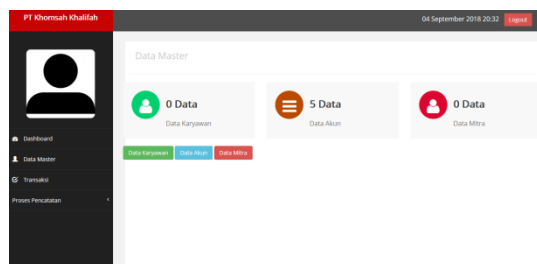 PT Khomsah Khalifah
04 September 2018 20:32 Logout
Data Master
0 Data
Data Karyawan
5 Data
Data Akun
0 Data
Data Mitra
Data Karyawan Data Akun Data Mitra
Dashboard
Data Master
Transaksi
Proses Pencatatan